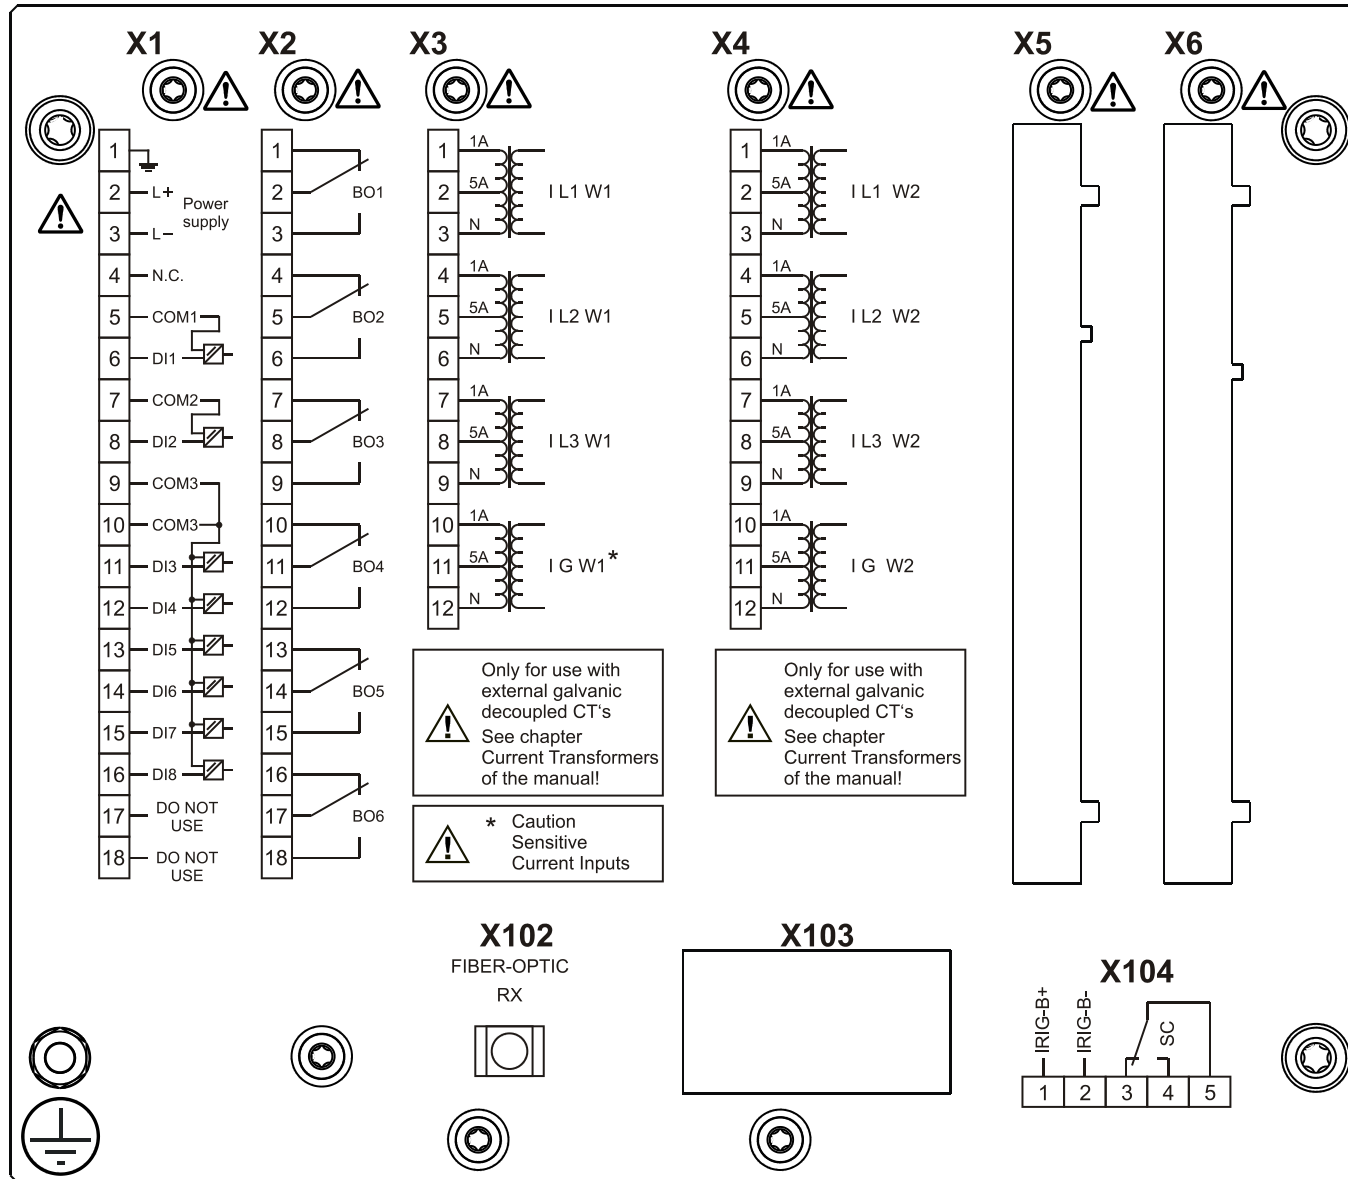 X1
1
2 L+
3 L–
Power
supply
4 N.C.
5 COM1
6 DI1
7 COM2
8 DI2
9 COM3
10 COM3
11 DI3
12 DI4
13 DI5
14 DI6
15 DI7
16 DI8
17 DO NOT
USE
18 DO NOT
USE
X2
1
2 BO1
3
4
5 BO2
6
7
8 BO3
9
10
11 BO4
12
13
14 BO5
15
16
17 BO6
18
X3
1 1A
2 5A I L1 W1
3 N
4 1A
5 5A I L2 W1
6 N
7 1A
8 5A I L3 W1
9 N
10 1A
11 5A I G W1*
12 N
Only for use with
external galvanic
decoupled CT's
See chapter
Current Transformers
of the manual!
* Caution
Sensitive
Current Inputs
X4
1 1A
2 5A I L1 W2
3 N
4 1A
5 5A I L2 W2
6 N
7 1A
8 5A I L3 W2
9 N
10 1A
11 5A I G W2
12 N
Only for use with
external galvanic
decoupled CT's
See chapter
Current Transformers
of the manual!
X5
X6
X102
FIBER-OPTIC
RX
X103
X104
IRIG-B+
IRIG-B-
SC
1 2 3 4 5